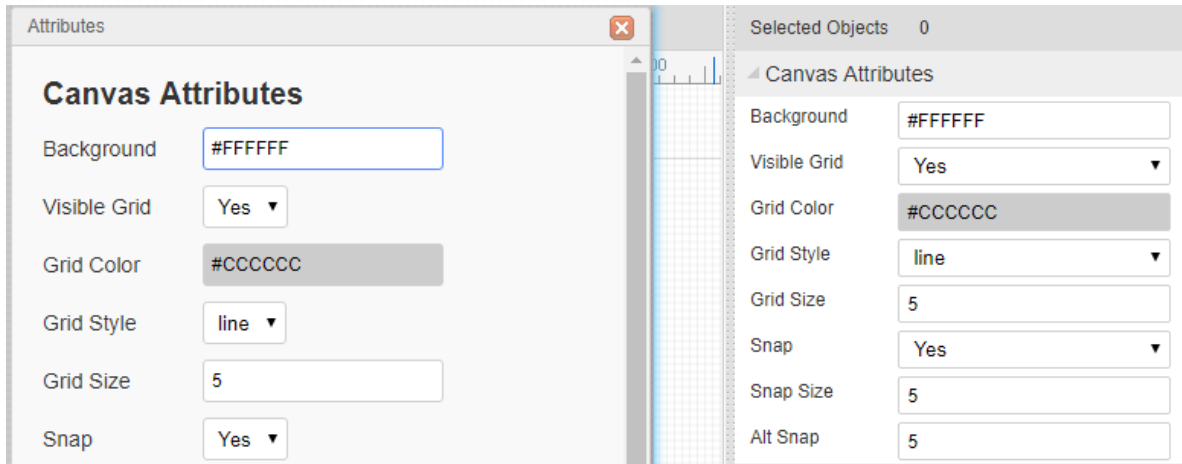 Attributes
Canvas Attributes
Background #FFFFFF
Visible Grid Yes
Grid Color #CCCCCC
Grid Style line
Grid Size 5
Snap Yes
00
Selected Objects 0
Canvas Attributes
Background #FFFFFF
Visible Grid Yes
Grid Color #CCCCCC
Grid Style line
Grid Size 5
Snap Yes
Snap Size 5
Alt Snap 5